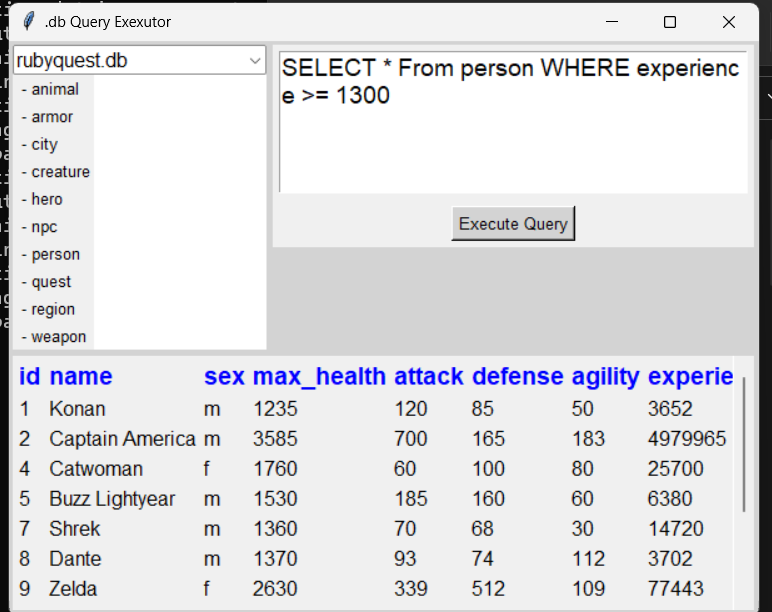 .db Query Exexutor
rubyquest.db
- animal
- armor
- city
- creature
- hero
- npc
- person
- quest
- region
- weapon
SELECT * From person WHERE experienc
e >= 1300
Execute Query
id name sex max_health attack defense agility experie
1 Konan m 1235 120 85 50 3652
2 Captain America m 3585 700 165 183 4979965
4 Catwoman f 1760 60 100 80 25700
5 Buzz Lightyear m 1530 185 160 60 6380
7 Shrek m 1360 70 68 30 14720
8 Dante m 1370 93 74 112 3702
9 Zelda f 2630 339 512 109 77443